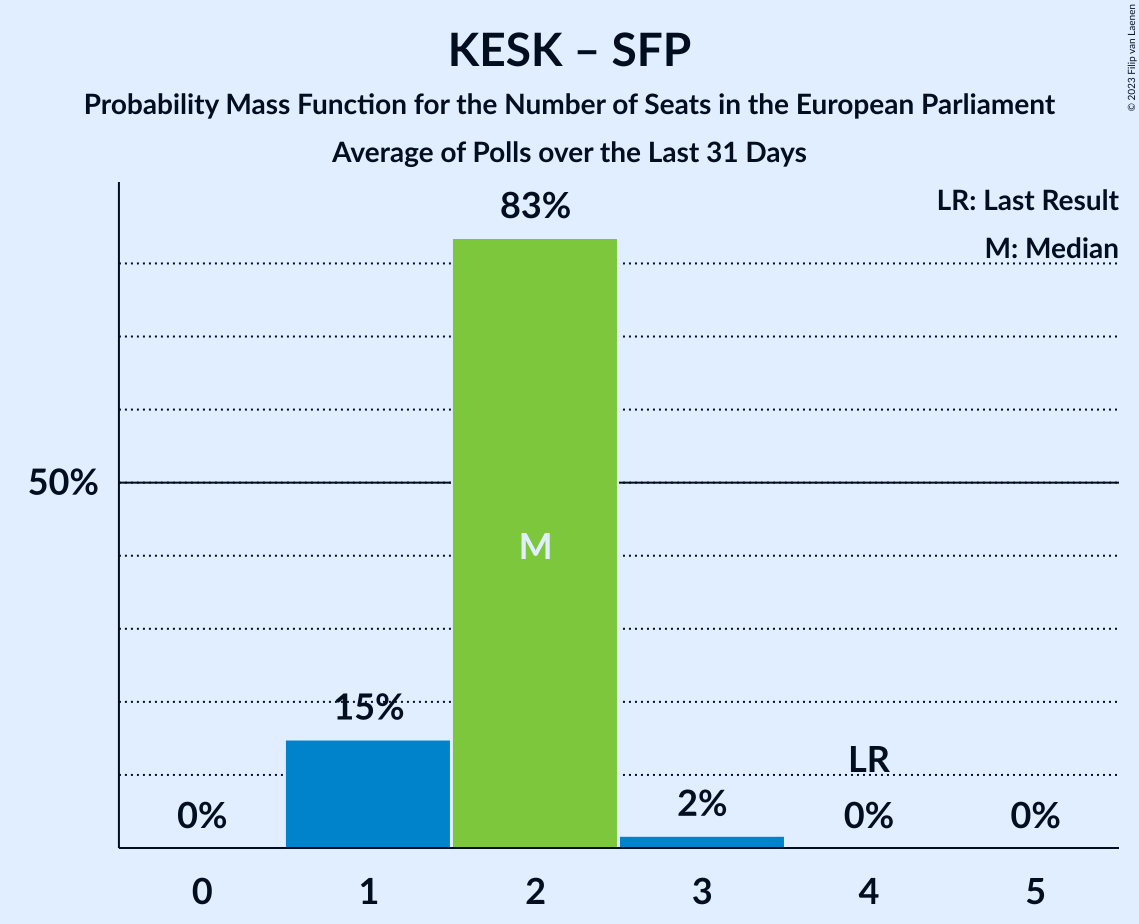 KESK – SFP
Probability Mass Function for the Number of Seats in the European Parliament
Average of Polls over the Last 31 Days
© 2023 Filip van Laenen
LR: Last Result
M: Median
83%
50%
M
15%
LR
2%
0%
0%
0%
0 1 2 3 4 5